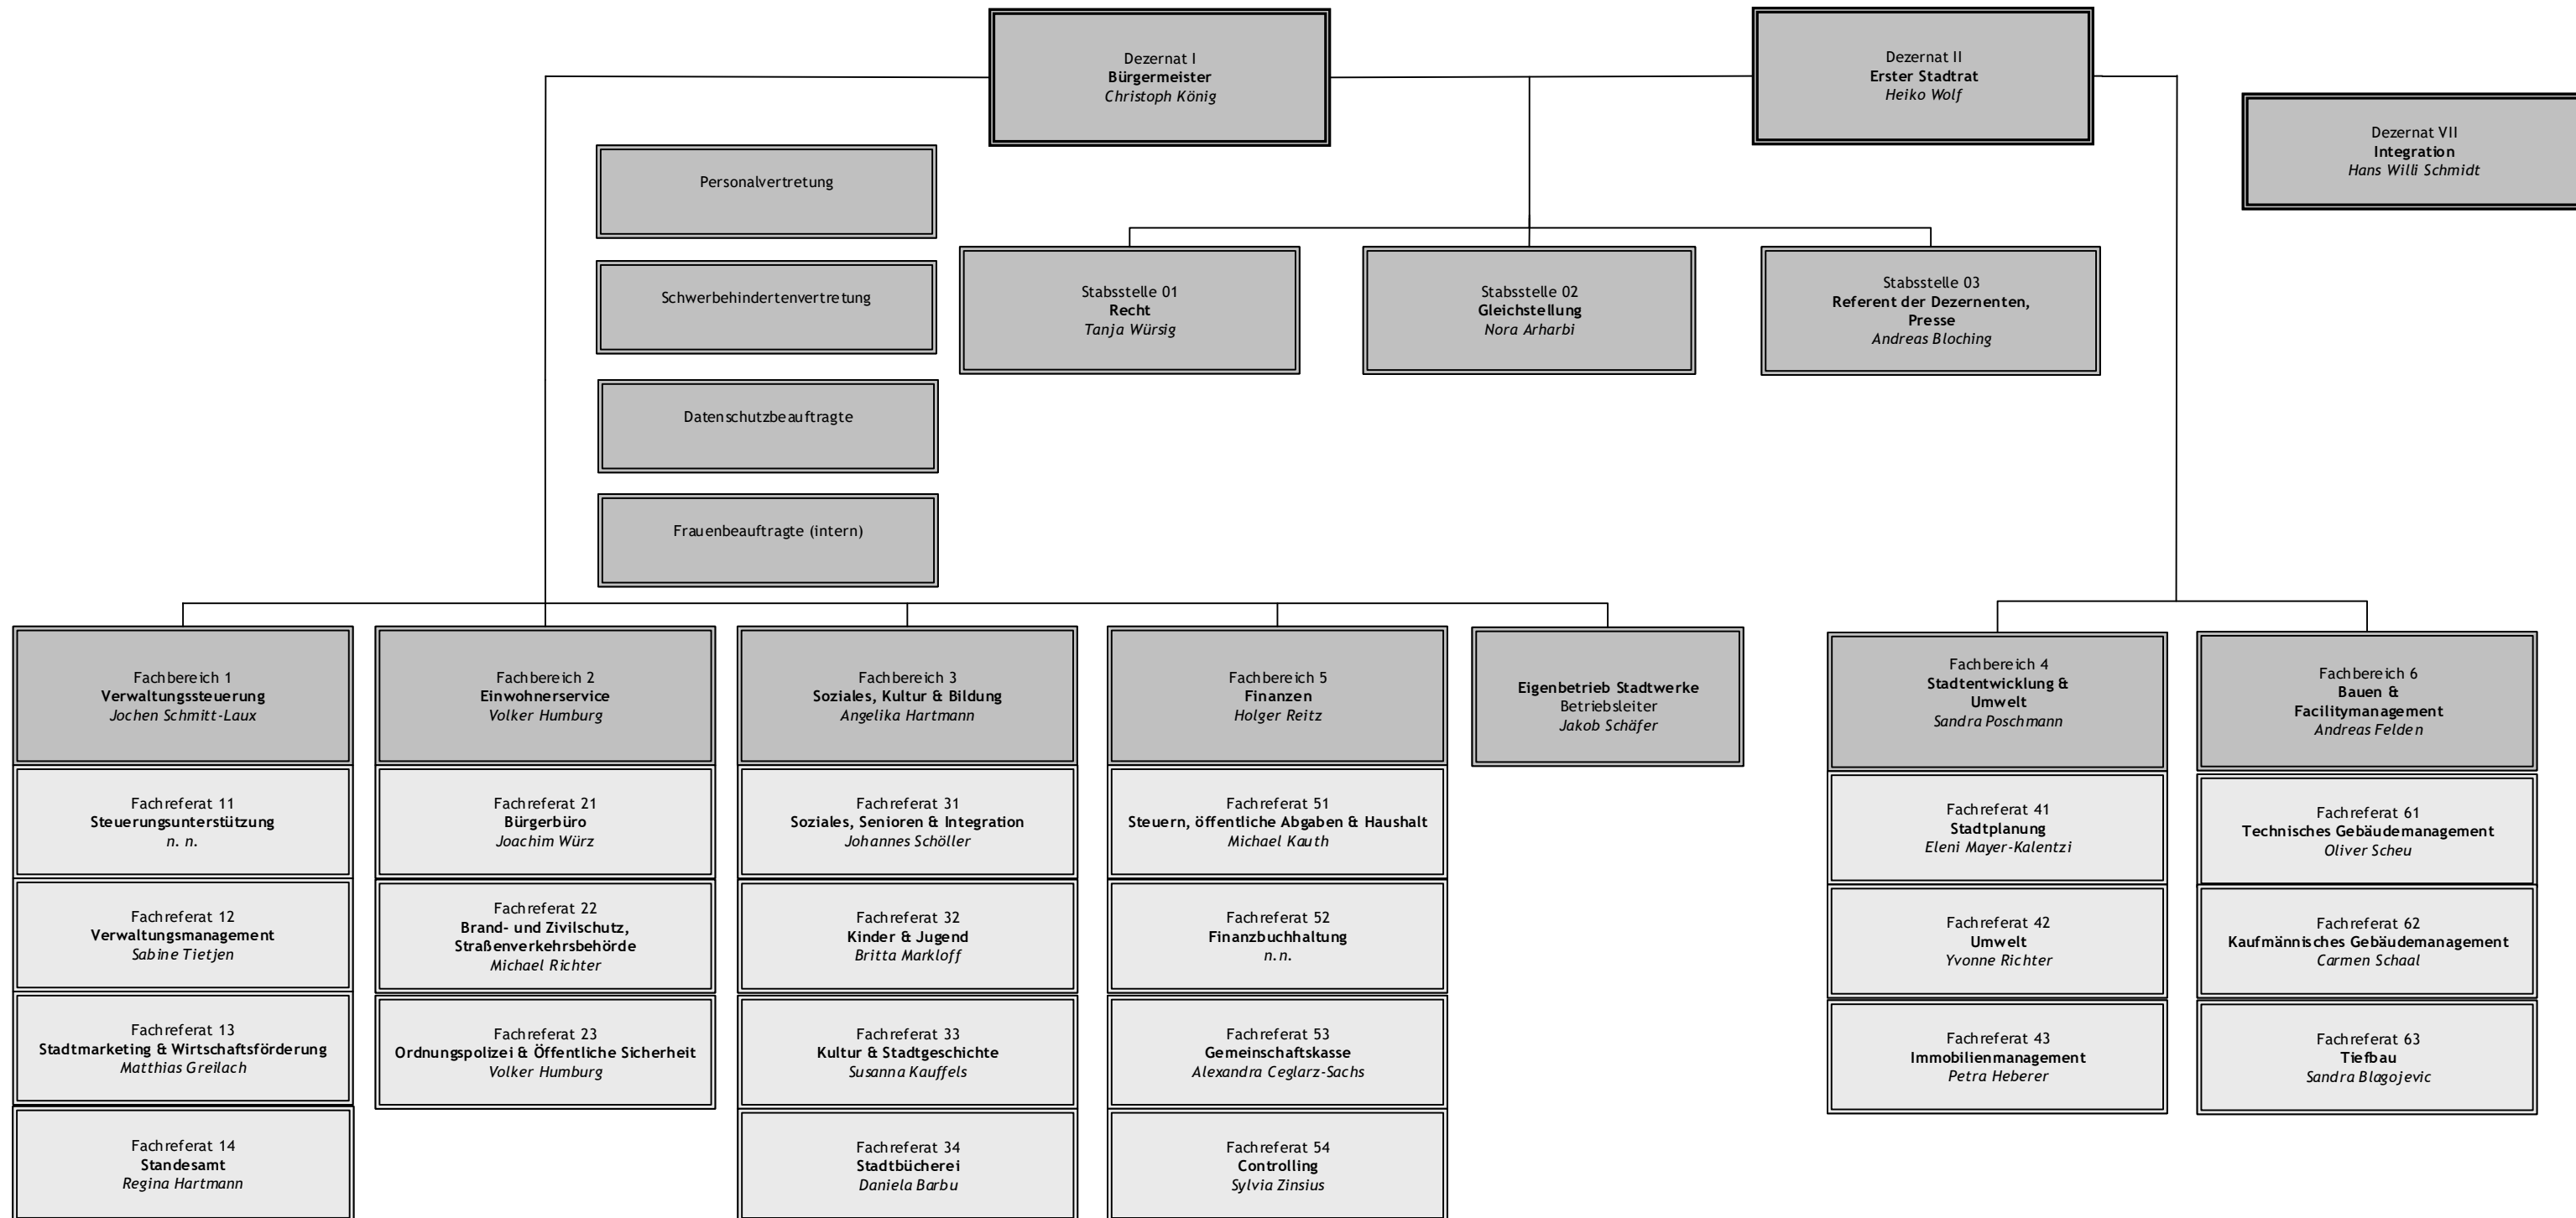 Dezernat I
Bürgermeister
Christoph König
Dezernat II
Erster Stadtrat
Heiko Wolf
Dezernat VII
Integration
Hans Willi Schmidt
Personalvertretung
Schwerbehindertenvertretung
Datenschutzbeauftragte
Frauenbeauftragte (intern)
Stabsstelle 01
Recht
Tanja Würsig
Stabsstelle 02
Gleichstellung
Nora Arharbi
Stabsstelle 03
Referent der Dezernenten,
Presse
Andreas Bloching
Fachbereich 1
Verwaltungssteuerung
Jochen Schmitt-Laux
Fachreferat 11
Steuerungsunterstützung
n. n.
Fachreferat 12
Verwaltungsmanagement
Sabine Tietjen
Fachreferat 13
Stadtmarketing & Wirtschaftsförderung
Matthias Greilach
Fachreferat 14
Standesamt
Regina Hartmann
Fachbereich 2
Einwohnerservice
Volker Humburg
Fachreferat 21
Bürgerbüro
Joachim Würz
Fachreferat 22
Brand- und Zivilschutz,
Straßenverkehrsbehörde
Michael Richter
Fachreferat 23
Ordnungspolizei & Öffentliche Sicherheit
Volker Humburg
Fachbereich 3
Soziales, Kultur & Bildung
Angelika Hartmann
Fachreferat 31
Soziales, Senioren & Integration
Johannes Schöller
Fachreferat 32
Kinder & Jugend
Britta Markloff
Fachreferat 33
Kultur & Stadtgeschichte
Susanna Kauffels
Fachreferat 34
Stadtbücherei
Daniela Barbu
Fachbereich 5
Finanzen
Holger Reitz
Fachreferat 51
Steuern, öffentliche Abgaben & Haushalt
Michael Kauth
Fachreferat 52
Finanzbuchhaltung
n.n.
Fachreferat 53
Gemeinschaftskasse
Alexandra Ceglarz-Sachs
Fachreferat 54
Controlling
Sylvia Zinsius
Eigenbetrieb Stadtwerke
Betriebsleiter
Jakob Schäfer
Fachbereich 4
Stadtentwicklung &
Umwelt
Sandra Poschmann
Fachreferat 41
Stadtplanung
Eleni Mayer-Kalentzi
Fachreferat 42
Umwelt
Yvonne Richter
Fachreferat 43
Immobilienmanagement
Petra Heberer
Fachbereich 6
Bauen &
Facilitymanagement
Andreas Felden
Fachreferat 61
Technisches Gebäudemanagement
Oliver Scheu
Fachreferat 62
Kaufmännisches Gebäudemanagement
Carmen Schaal
Fachreferat 63
Tiefbau
Sandra Blagojevic